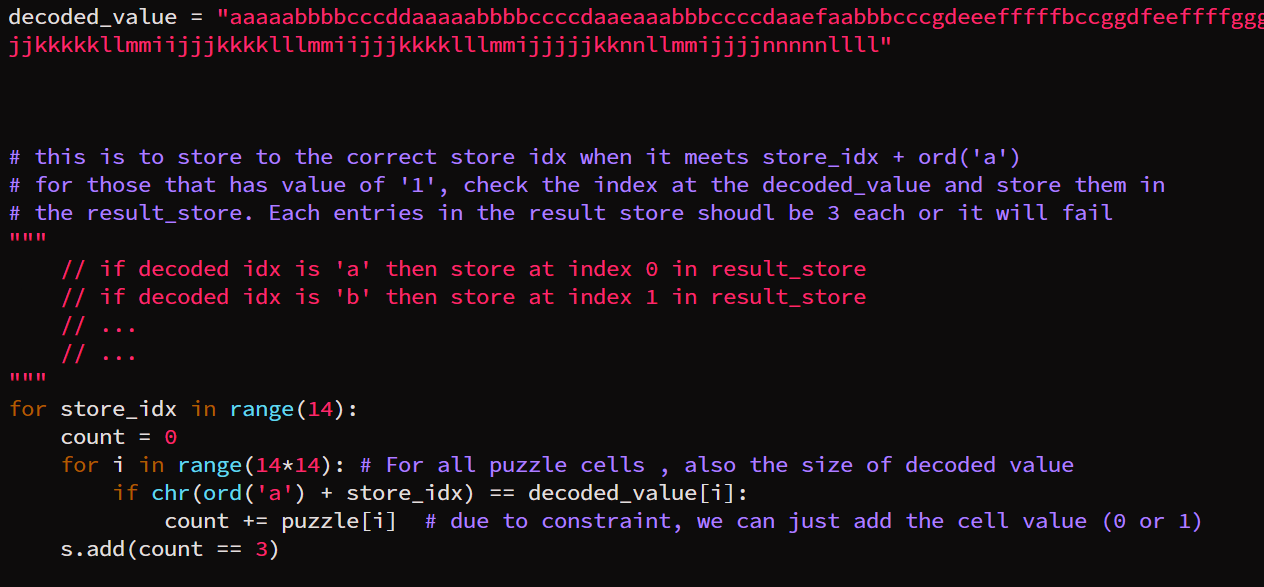 decoded_value = "aaaaabbbbcccddaaaaabbbbccccdaaeaaabbbccccdaaefaabbbcccgdeeefffffbccggdfeeffffggg
jjkkkkkllmmiijjjkkkklllmmiijjjkkkklllmmijjjjjkknnllmmijjjjnnnnnllll"
# this is to store to the correct store idx when it meets store_idx + ord('a')
# for those that has value of '1', check the index at the decoded_value and store them in
# the result_store. Each entries in the result store shoudl be 3 each or it will fail
"""
    // if decoded idx is 'a' then store at index 0 in result_store
    // if decoded idx is 'b' then store at index 1 in result_store
    // ...
    // ...
"""
for store_idx in range(14):
    count = 0
    for i in range(14*14): # For all puzzle cells , also the size of decoded value
        if chr(ord('a') + store_idx) == decoded_value[i]:
            count += puzzle[i]  # due to constraint, we can just add the cell value (0 or 1)
    s.add(count == 3)